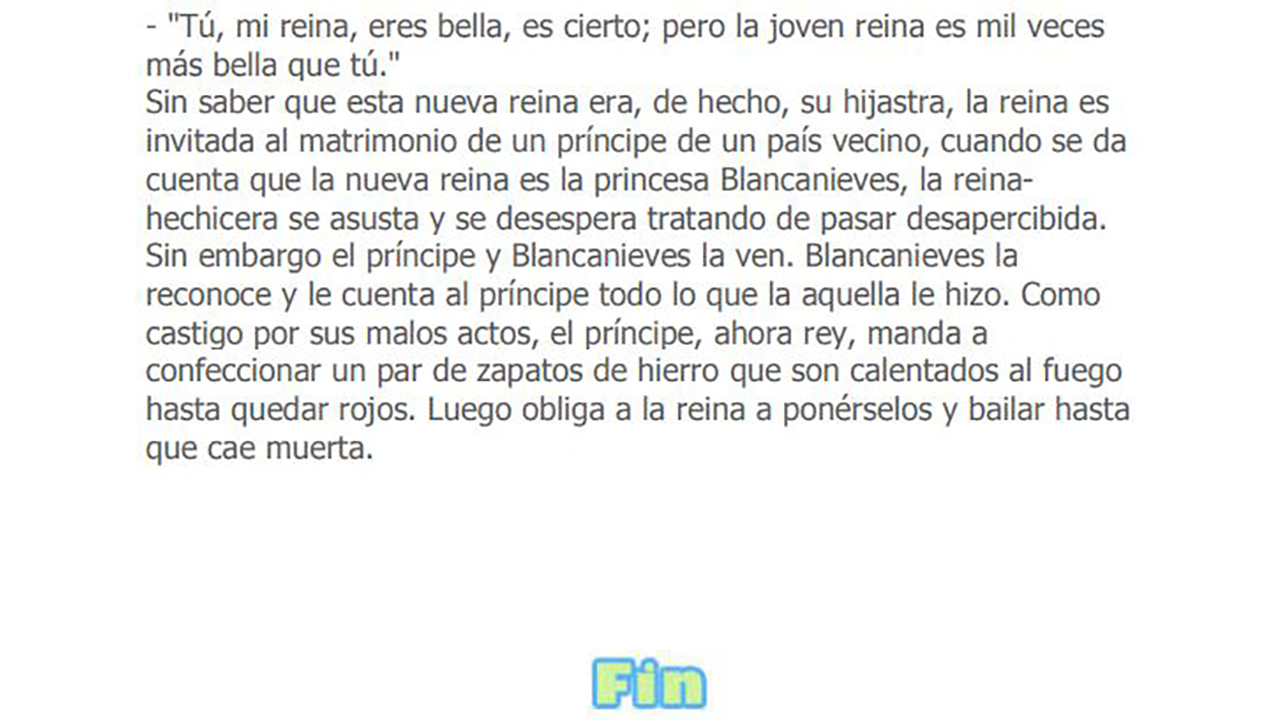 - "Tú, mi reina, eres bella, es cierto; pero la joven reina es mil veces
más bella que tú."
Sin saber que esta nueva reina era, de hecho, su hijastra, la reina es
invitada al matrimonio de un príncipe de un país vecino, cuando se da
cuenta que la nueva reina es la princesa Blancanieves, la reina-
hechicera se asusta y se desespera tratando de pasar desapercibida.
Sin embargo el príncipe y Blancanieves la ven. Blancanieves la
reconoce y le cuenta al príncipe todo lo que la aquella le hizo. Como
castigo por sus malos actos, el príncipe, ahora rey, manda a
confeccionar un par de zapatos de hierro que son calentados al fuego
hasta quedar rojos. Luego obliga a la reina a ponérselos y bailar hasta
que cae muerta.
Fin